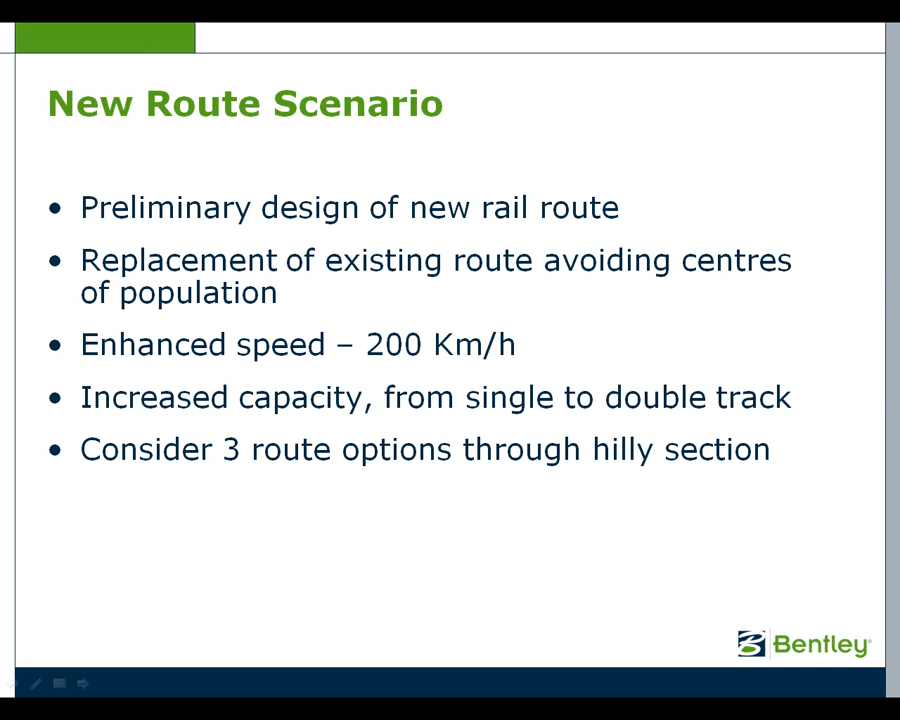 New Route Scenario
• Preliminary design of new rail route
• Replacement of existing route avoiding centres
of population
• Enhanced speed – 200 Km/h
• Increased capacity, from single to double track
• Consider 3 route options through hilly section
Bentley®